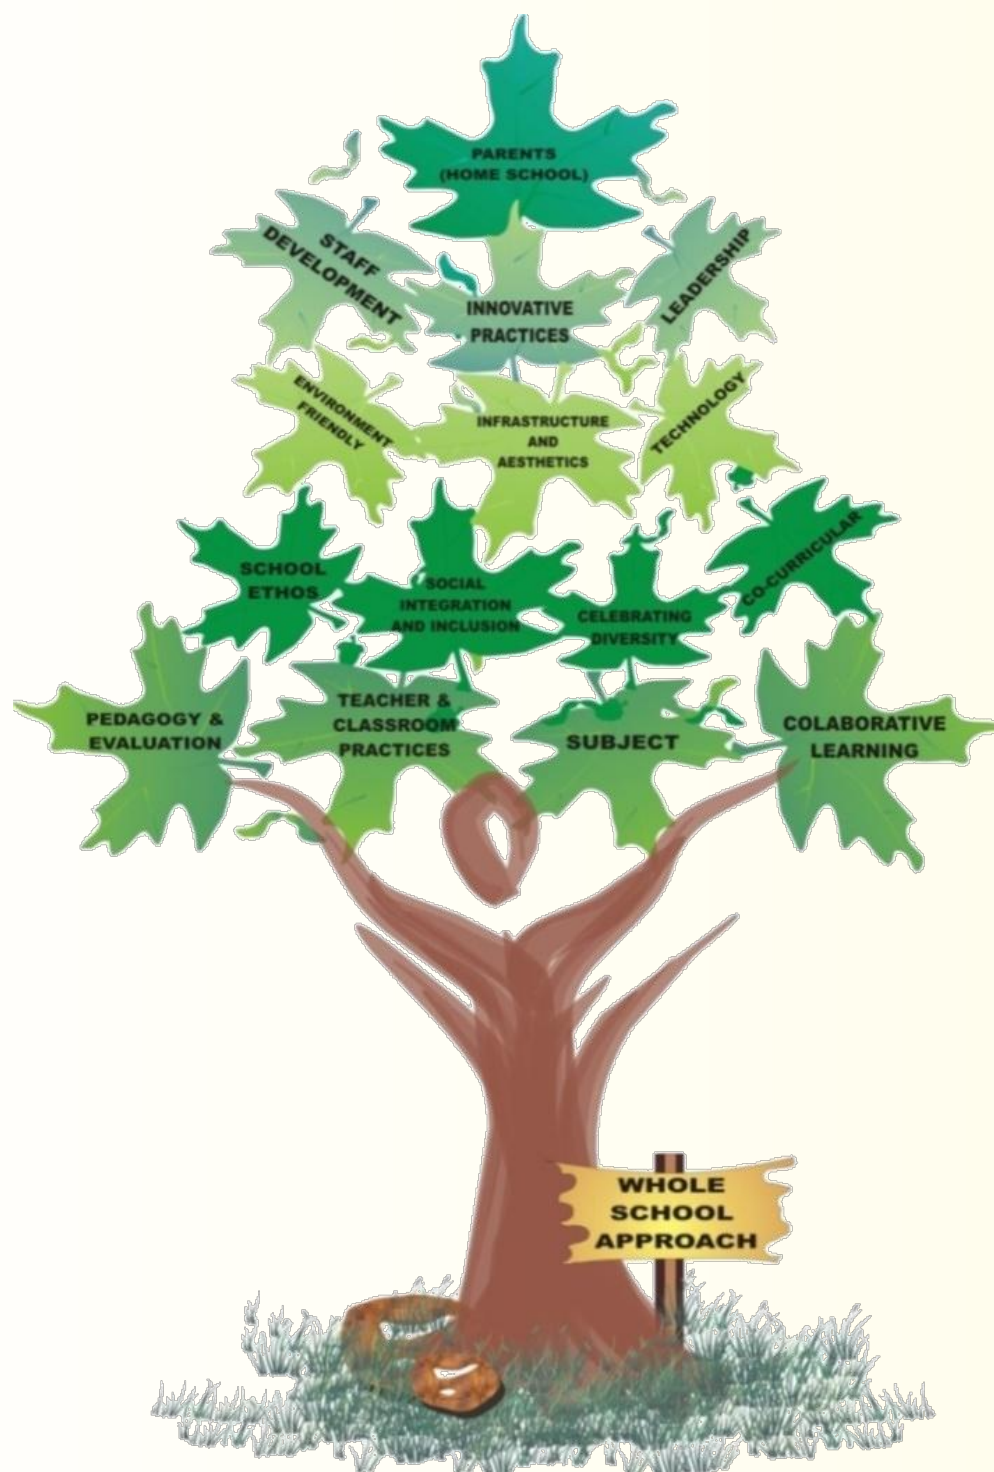 PARENTS
(HOME SCHOOL)
STAFF
DEVELOPMENT
INNOVATIVE
PRACTICES
LEADERSHIP
ENVIRONMENT
FRIENDLY
INFRASTRUCTURE
AND
AESTHETICS
TECHNOLOGY
SCHOOL
ETHOS
SOCIAL
INTEGRATION
AND INCLUSION
CELEBRATING
DIVERSITY
CO-CURRICULAR
PEDAGOGY &
EVALUATION
TEACHER &
CLASSROOM
PRACTICES
SUBJECT
COLABORATIVE
LEARNING
WHOLE
SCHOOL
APPROACH